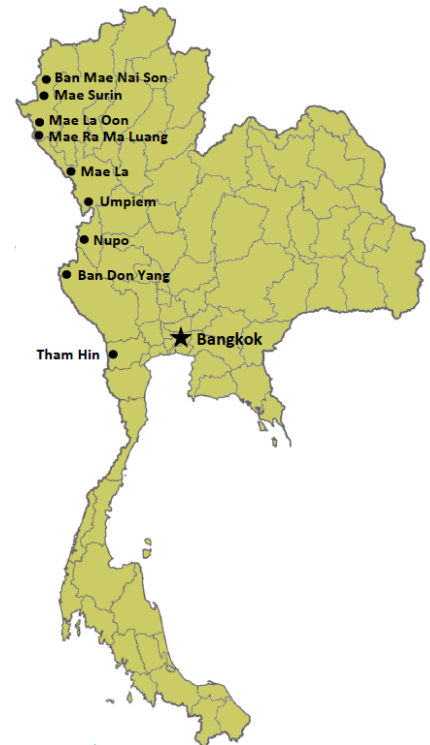 Ban Mae Nai Son
Mae Surin
Mae La Oon
Mae Ra Ma Luang
Mae La
Umpiem
Nupo
Ban Don Yang
Bangkok
Tham Hin